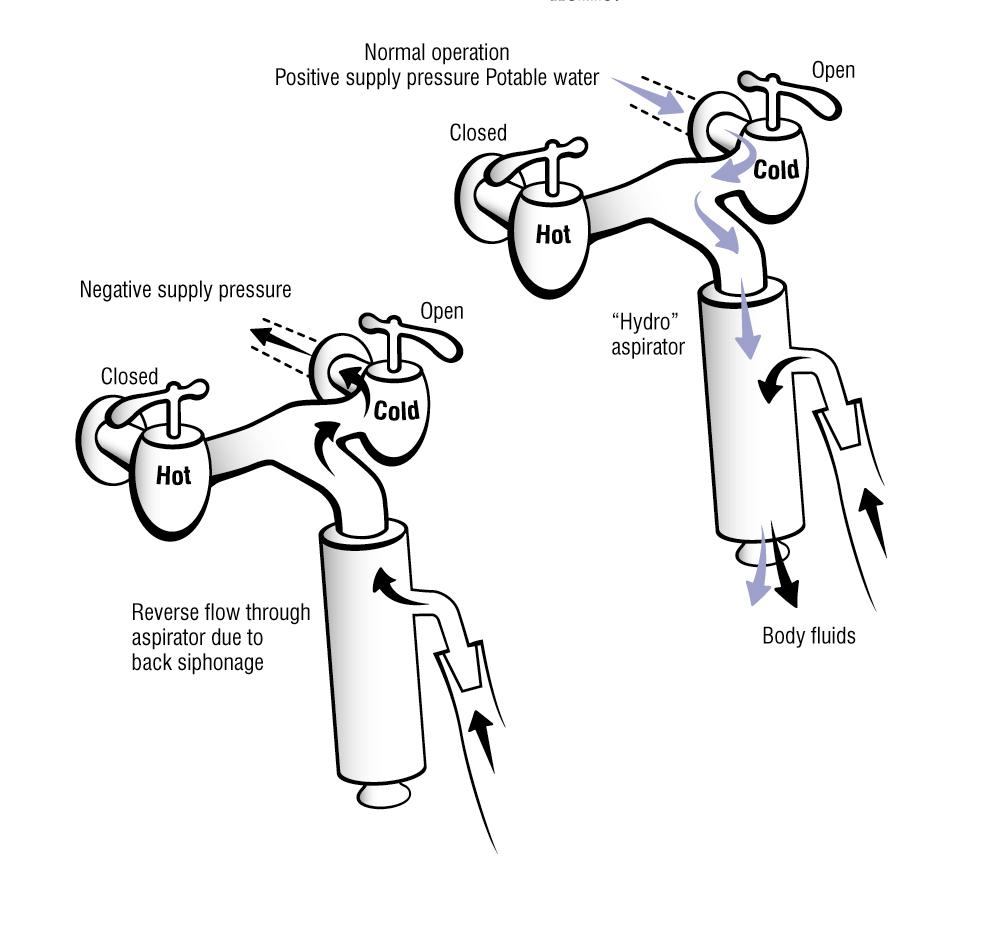 Normal operation
Positive supply pressure Potable water
Open
Closed
Cold
Hot
"Hydro"
aspirator
Body fluids
Negative supply pressure
Open
Closed
Cold
Hot
Reverse flow through
aspirator due to
back siphonage